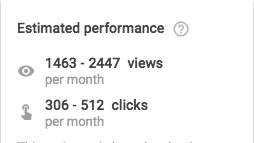 Estimated performance ?
1463 - 2447 views
per month
306 - 512 clicks
per month